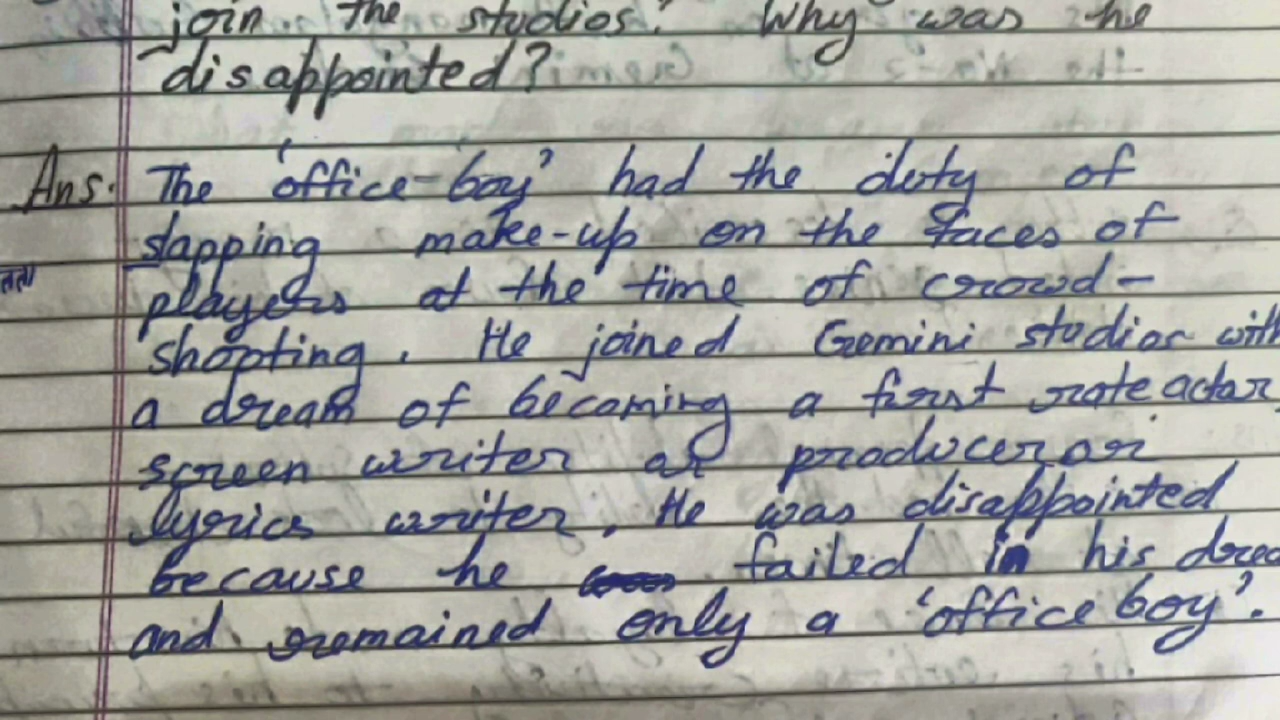 join the studios? Why was he
disappointed?
Ans. The 'office-boy' had the duty of
slapping make-up on the faces of
players at the time of crowd-
shooting. He joined Gemini studios with
a dream of becoming a first rate actor,
screen writer or producer or
lyrics writer. He was disappointed
because he failed in his drea
and remained only a 'office boy'.